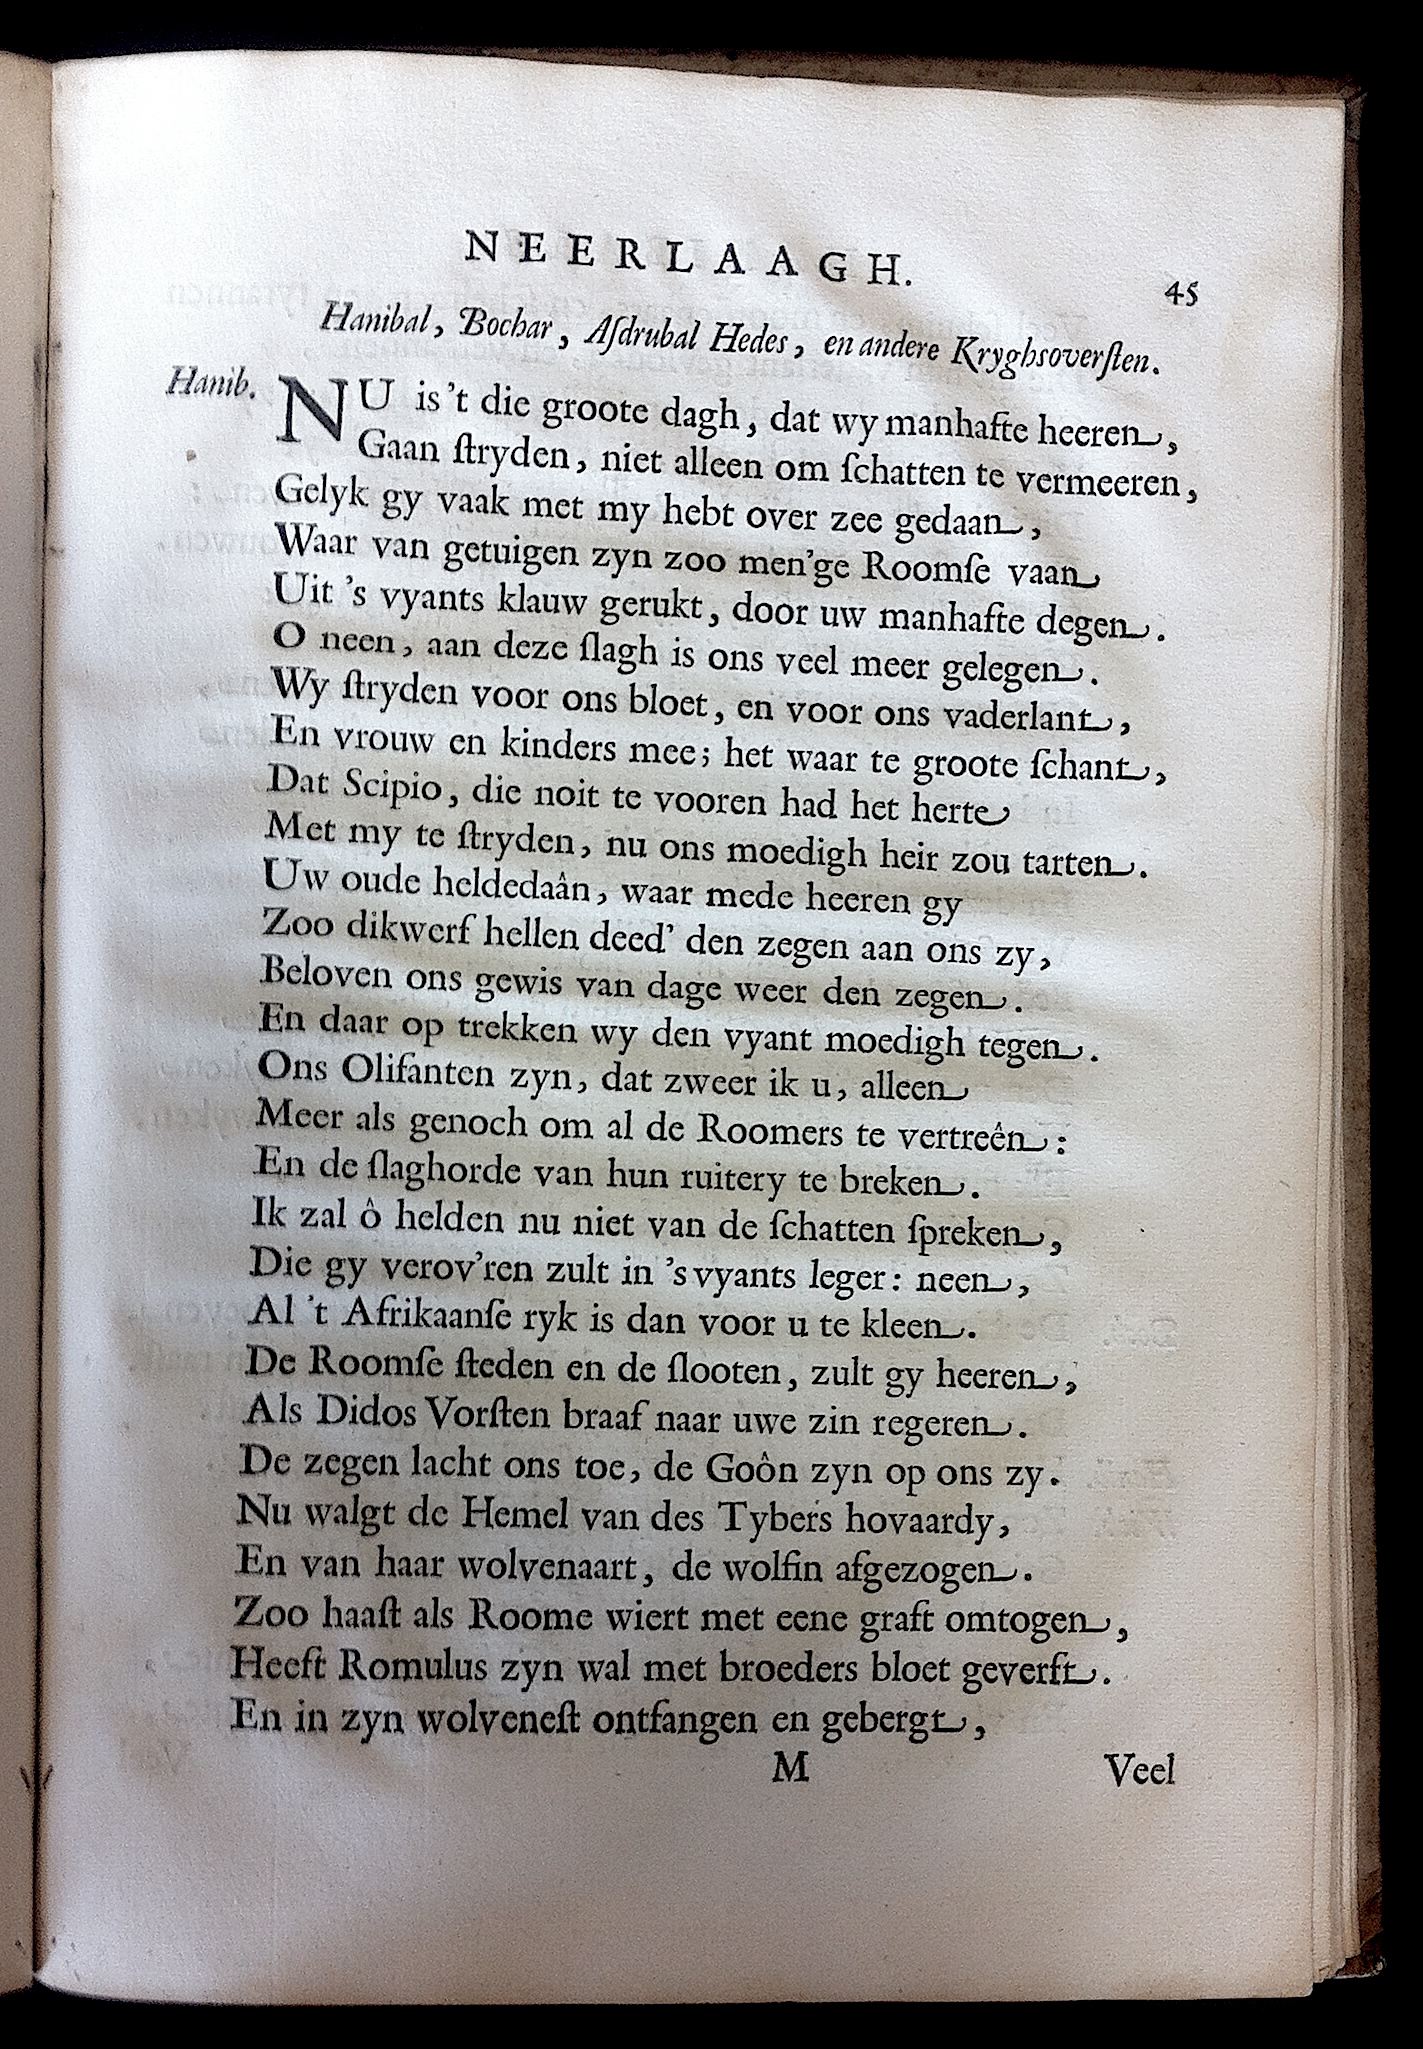 NEERLAAGH.
45
Hanibal, Bochar, Aſdrubal Hedes, en andere Kryghsoverſten.
Hanib. NU is 't die groote dagh, dat wy manhafte heeren,
Gaan ſtryden, niet alleen om ſchatten te vermeeren,
Gelyk gy vaak met my hebt over zee gedaan,
Waar van getuigen zyn zoo men'ge Roomſe vaan
Uit 's vyants klauw gerukt, door uw manhafte degen.
O neen, aan deze ſlagh is ons veel meer gelegen.
Wy ſtryden voor ons bloet, en voor ons vaderlant,
En vrouw en kinders mee; het waar te groote ſchant,
Dat Scipio, die noit te vooren had het herte
Met my te ſtryden, nu ons moedigh heir zou tarten.
Uw oude heldedaân, waar mede heeren gy
Zoo dikwerf hellen deed' den zegen aan ons zy,
Beloven ons gewis van dage weer den zegen.
En daar op trekken wy den vyant moedigh tegen.
Ons Olifanten zyn, dat zweer ik u, alleen
Meer als genoch om al de Roomers te vertreên:
En de ſlaghorde van hun ruitery te breken.
Ik zal ô helden nu niet van de ſchatten ſpreken,
Die gy verov'ren zult in 's vyants leger: neen,
Al 't Afrikaanſe ryk is dan voor u te kleen.
De Roomſe ſteden en de ſlooten, zult gy heeren,
Als Didos Vorſten braaf naar uwe zin regeren.
De zegen lacht ons toe, de Goôn zyn op ons zy.
Nu walgt de Hemel van des Tybers hovaardy,
En van haar wolvenaart, de wolfin afgezogen.
Zoo haaſt als Roome wiert met eene graft omtogen,
Heeft Romulus zyn wal met broeders bloet geverft.
En in zyn wolveneſt ontfangen en gebergt,
M
Veel